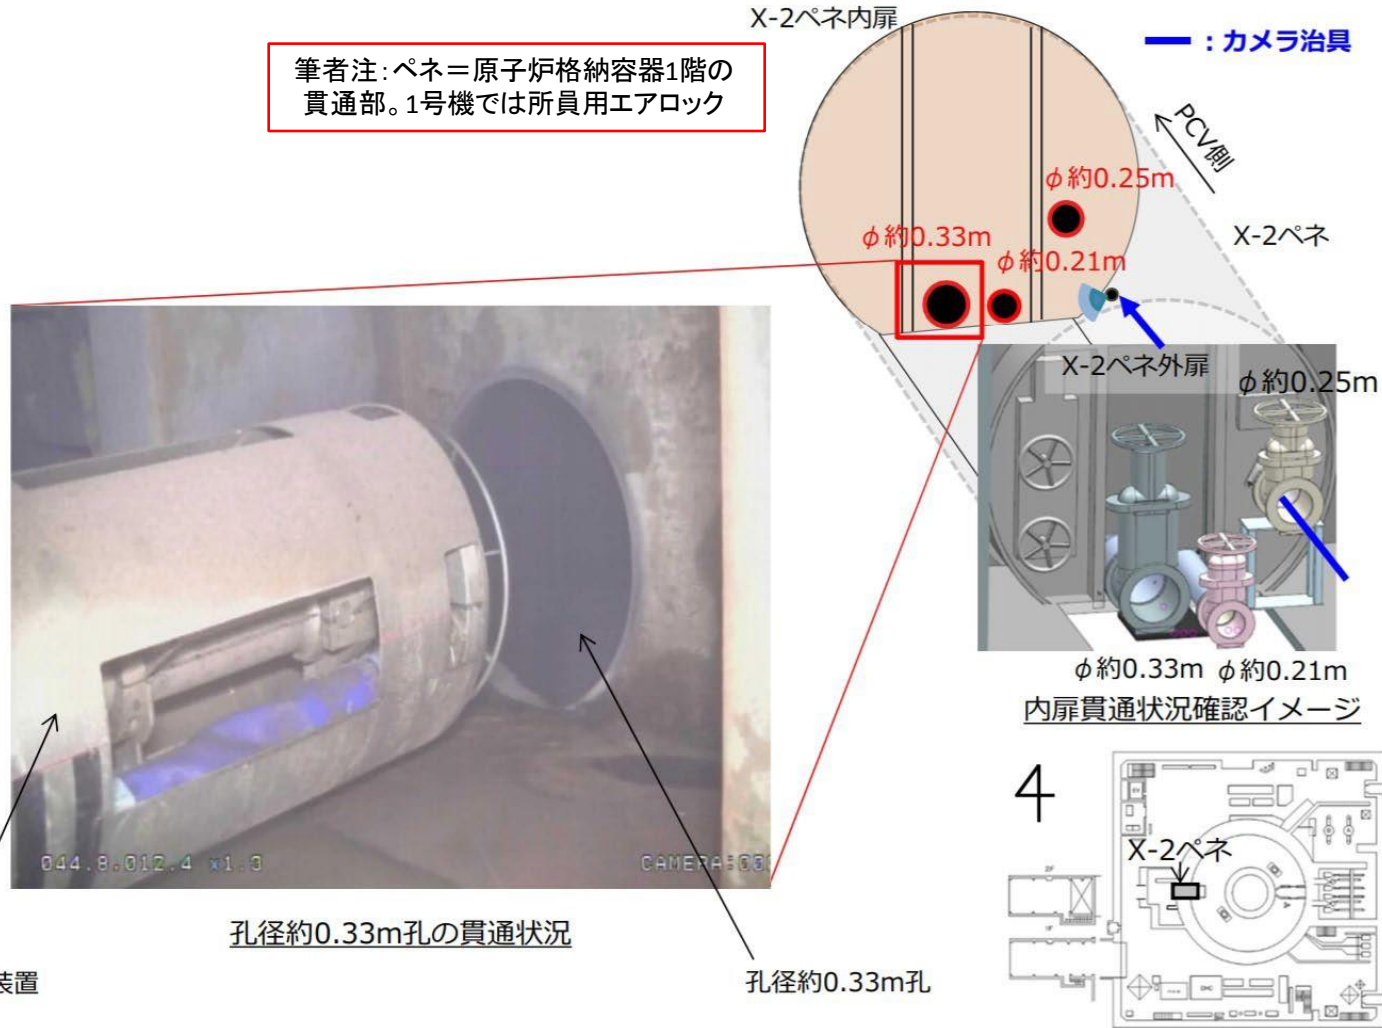 X-2ペネ内扉
：カメラ治具
筆者注：ペネ＝原子炉格納容器1階の
貫通部。1号機では所員用エアロック
PCV側
φ約0.25m
X-2ペネ
φ約0.33m
φ約0.21m
X-2ペネ外扉
φ約0.25m
φ約0.33m φ約0.21m
内扉貫通状況確認イメージ
044.8.012.4 x1.3
CAMERA:
孔径約0.33m孔の貫通状況
装置
孔径約0.33m孔
X-2ペネ